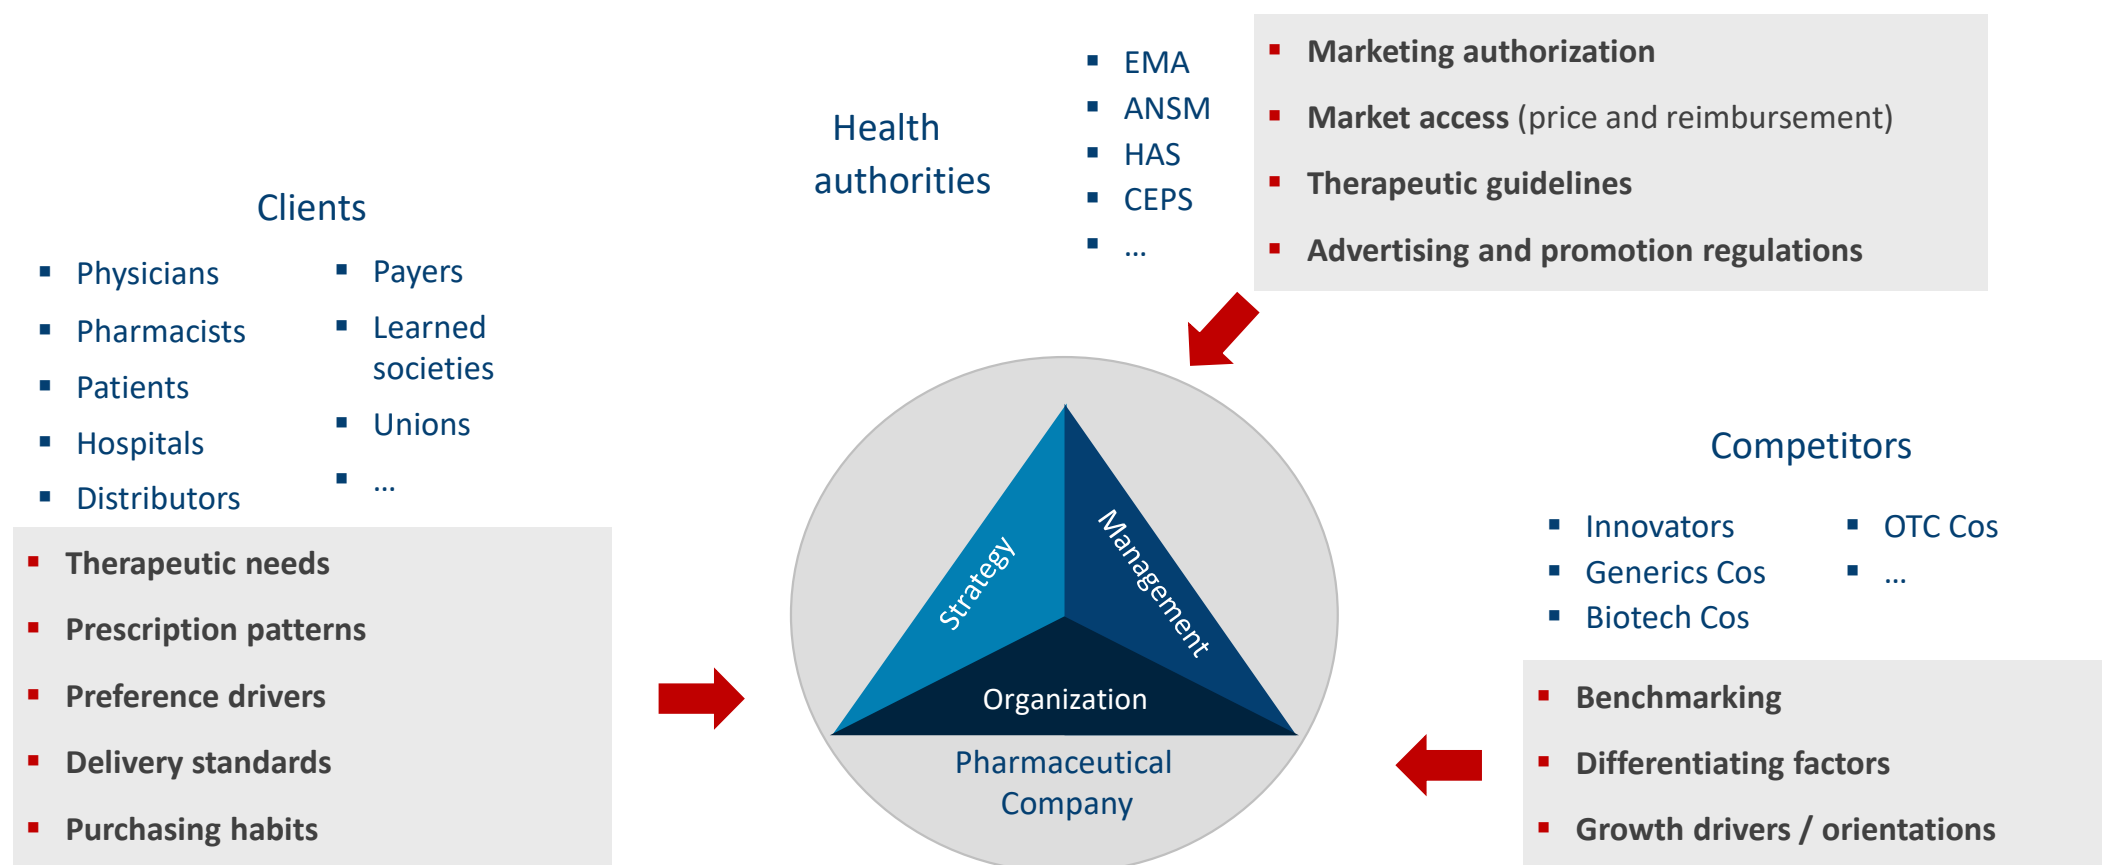 Clients
Physicians
Pharmacists
Patients
Hospitals
Distributors
Payers
Learned
societies
Unions
...
Therapeutic needs
Prescription patterns
Preference drivers
Delivery standards
Purchasing habits
Health
authorities
EMA
ANSM
HAS
CEPS
...
Marketing authorization
Market access (price and reimbursement)
Therapeutic guidelines
Advertising and promotion regulations
Strategy
Management
Organization
Pharmaceutical
Company
Competitors
Innovators
Generics Cos
Biotech Cos
OTC Cos
...
Benchmarking
Differentiating factors
Growth drivers / orientations